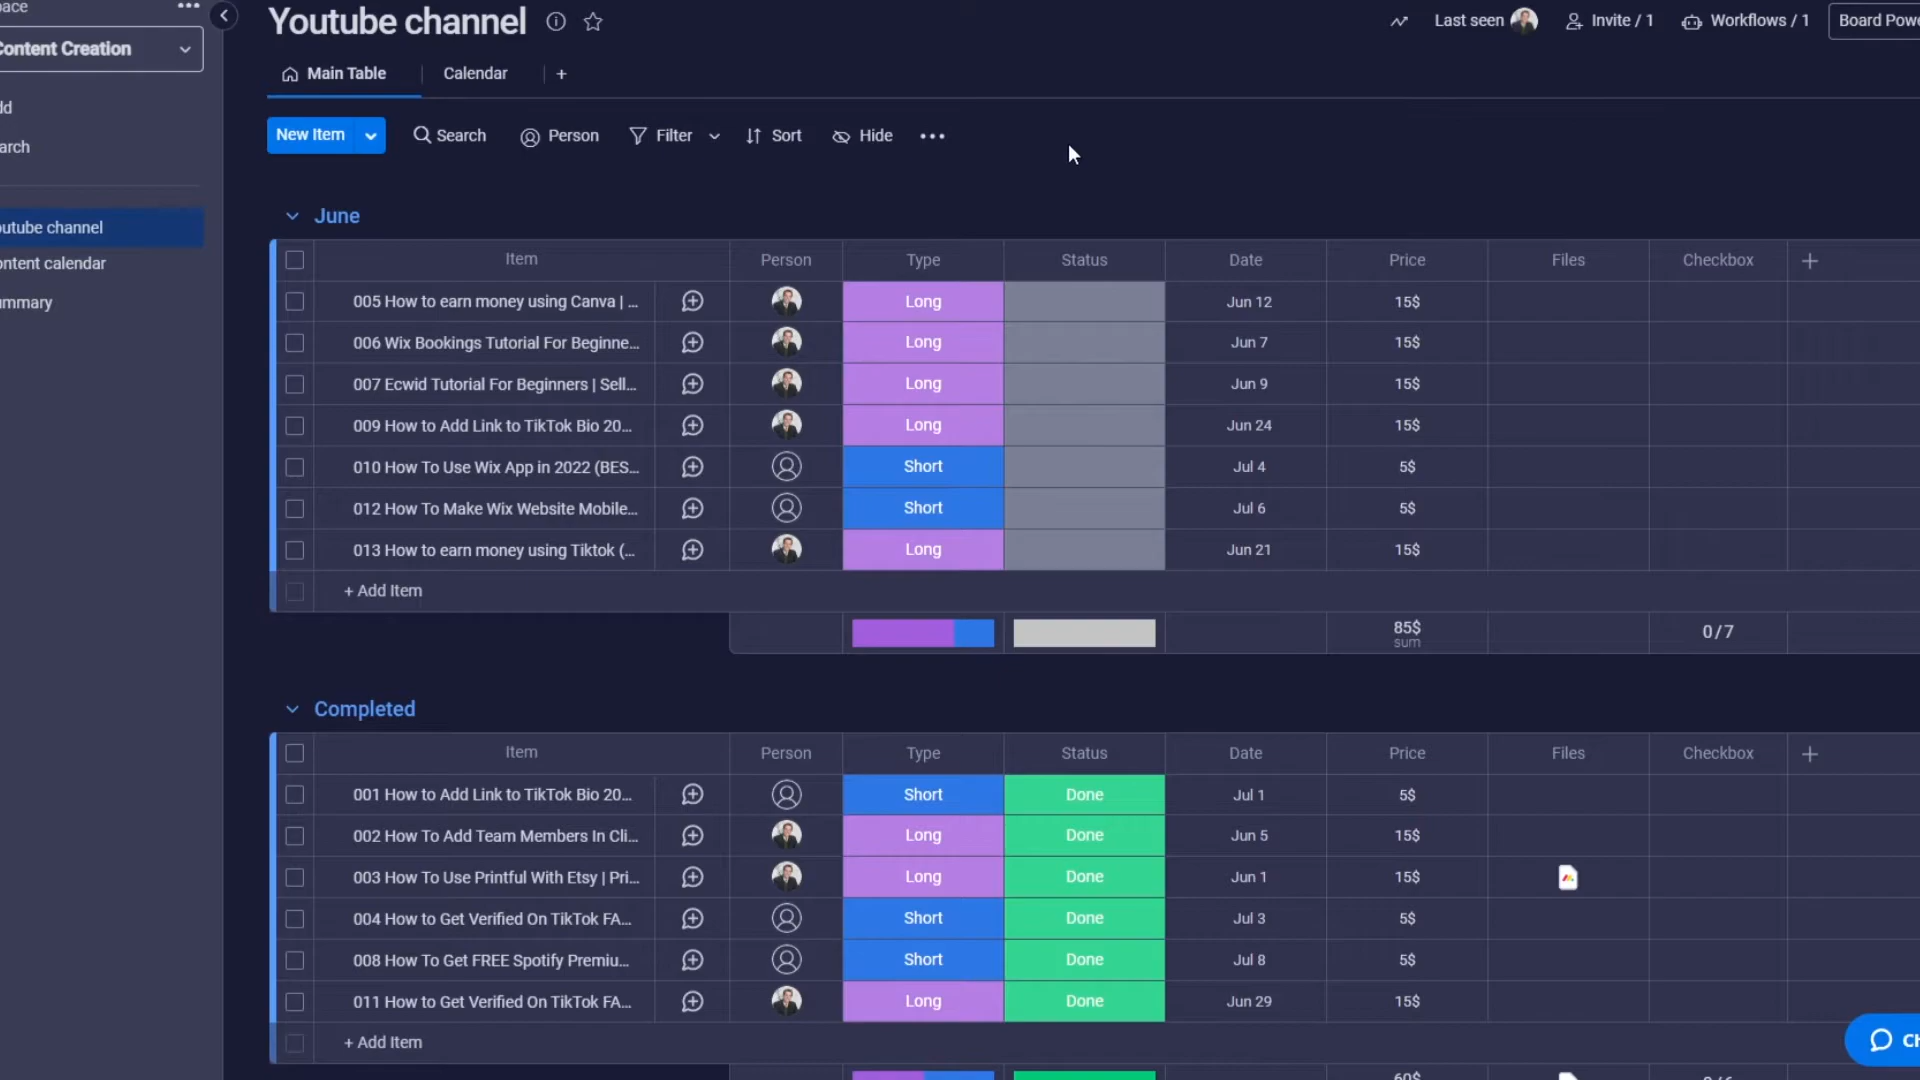 Youtube channel
Last seen
Invite / 1
Workflows / 1
Board Powe
ontent Creation
Main Table
Calendar
+
dd
New Item
Search
Person
Filter
Sort
Hide
arch
outube channel
ontent calendar
ummary
June
Item Person Type Status Date Price Files Checkbox +
005 How to earn money using Canva | ... Long Jun 12 15$
006 Wix Bookings Tutorial For Beginne... Long Jun 7 15$
007 Ecwid Tutorial For Beginners | Sell... Long Jun 9 15$
009 How to Add Link to TikTok Bio 20... Long Jun 24 15$
010 How To Use Wix App in 2022 (BES... Short Jul 4 5$
012 How To Make Wix Website Mobile... Short Jul 6 5$
013 How to earn money using Tiktok (... Long Jun 21 15$
+ Add Item
85$ 0 / 7
sum
Completed
Item Person Type Status Date Price Files Checkbox +
001 How to Add Link to TikTok Bio 20... Short Done Jul 1 5$
002 How To Add Team Members In Cli... Long Done Jun 5 15$
003 How To Use Printful With Etsy | Pri... Long Done Jun 1 15$
004 How to Get Verified On TikTok FA... Short Done Jul 3 5$
008 How To Get FREE Spotify Premiu... Short Done Jul 8 5$
011 How to Get Verified On TikTok FA... Long Done Jun 29 15$
+ Add Item
Ch
60$